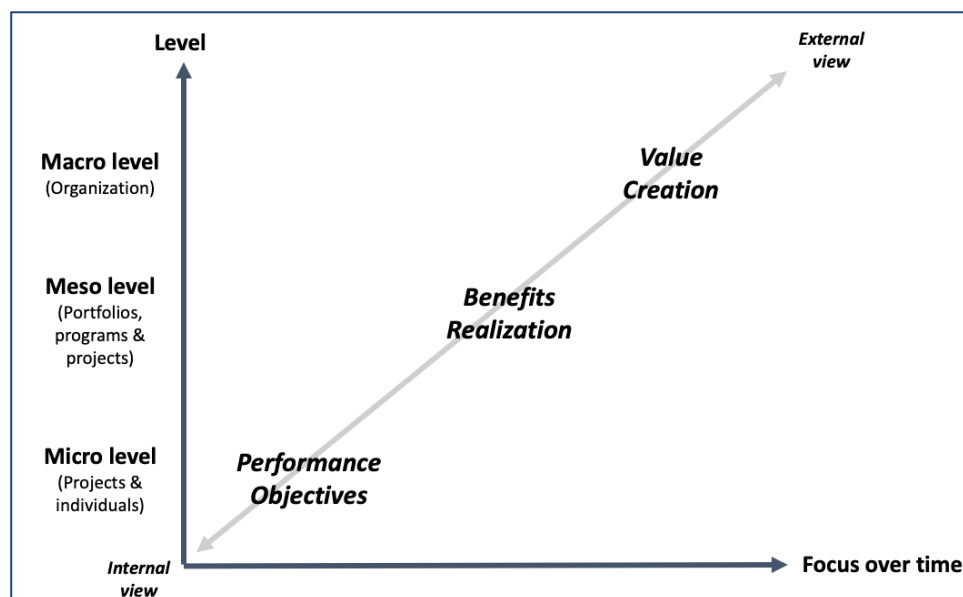 Level
External
view
Macro level
(Organization)
Value
Creation
Meso level
(Portfolios,
programs &
projects)
Benefits
Realization
Micro level
(Projects &
individuals)
Performance
Objectives
Internal
view
Focus over time